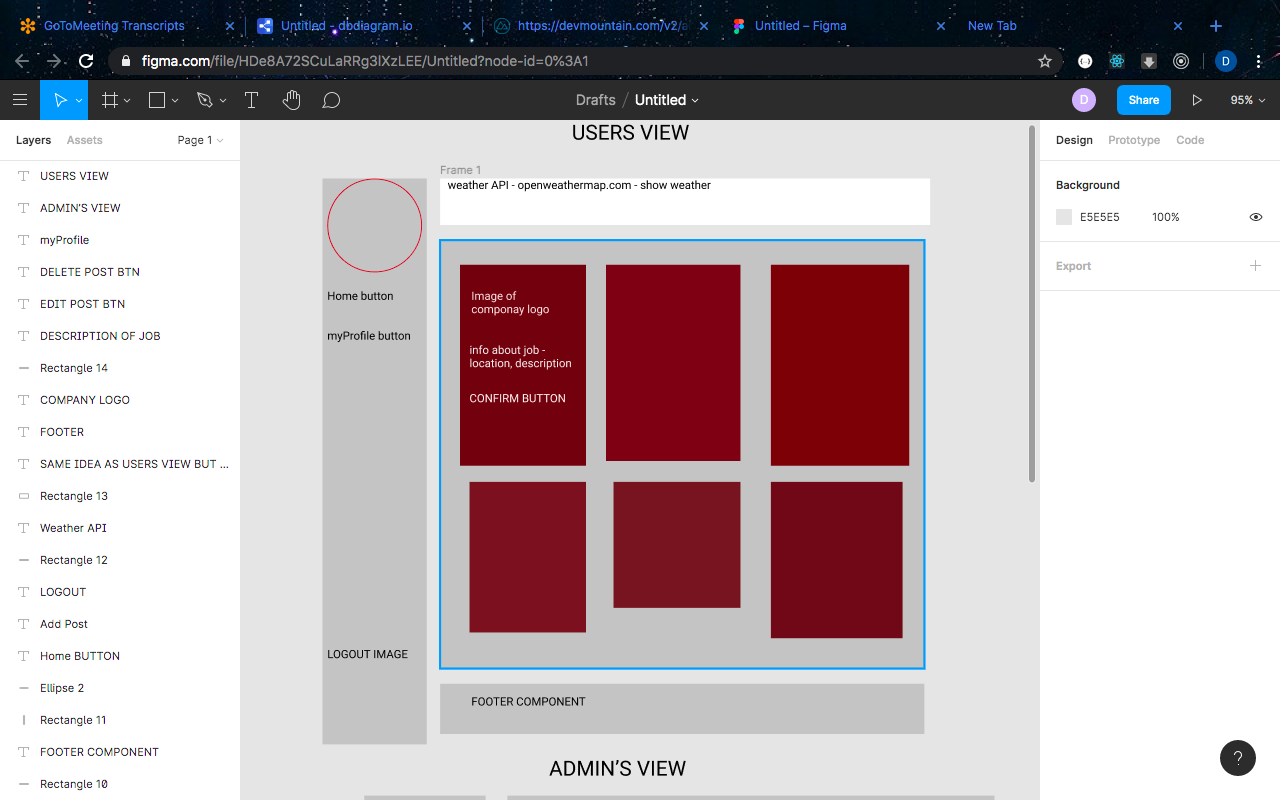 GoToMeeting Transcripts
Untitled - dbdiagram.io
https://devmountain.com/v2/a
Untitled – Figma
New Tab
figma.com/file/HDe8A72SCuLaRRg3lXzLEE/Untitled?node-id=0%3A1
D
Drafts / Untitled
D
Share
95%
Layers
Assets
Page 1
USERS VIEW
ADMIN'S VIEW
myProfile
DELETE POST BTN
EDIT POST BTN
DESCRIPTION OF JOB
Rectangle 14
COMPANY LOGO
FOOTER
SAME IDEA AS USERS VIEW BUT ...
Rectangle 13
Weather API
Rectangle 12
LOGOUT
Add Post
Home BUTTON
Ellipse 2
Rectangle 11
FOOTER COMPONENT
Rectangle 10
USERS VIEW
Frame 1
weather API - openweathermap.com - show weather
Home button
myProfile button
LOGOUT IMAGE
Image of
componay logo
info about job -
location, description
CONFIRM BUTTON
FOOTER COMPONENT
ADMIN'S VIEW
Design
Prototype
Code
Background
E5E5E5
100%
Export
?